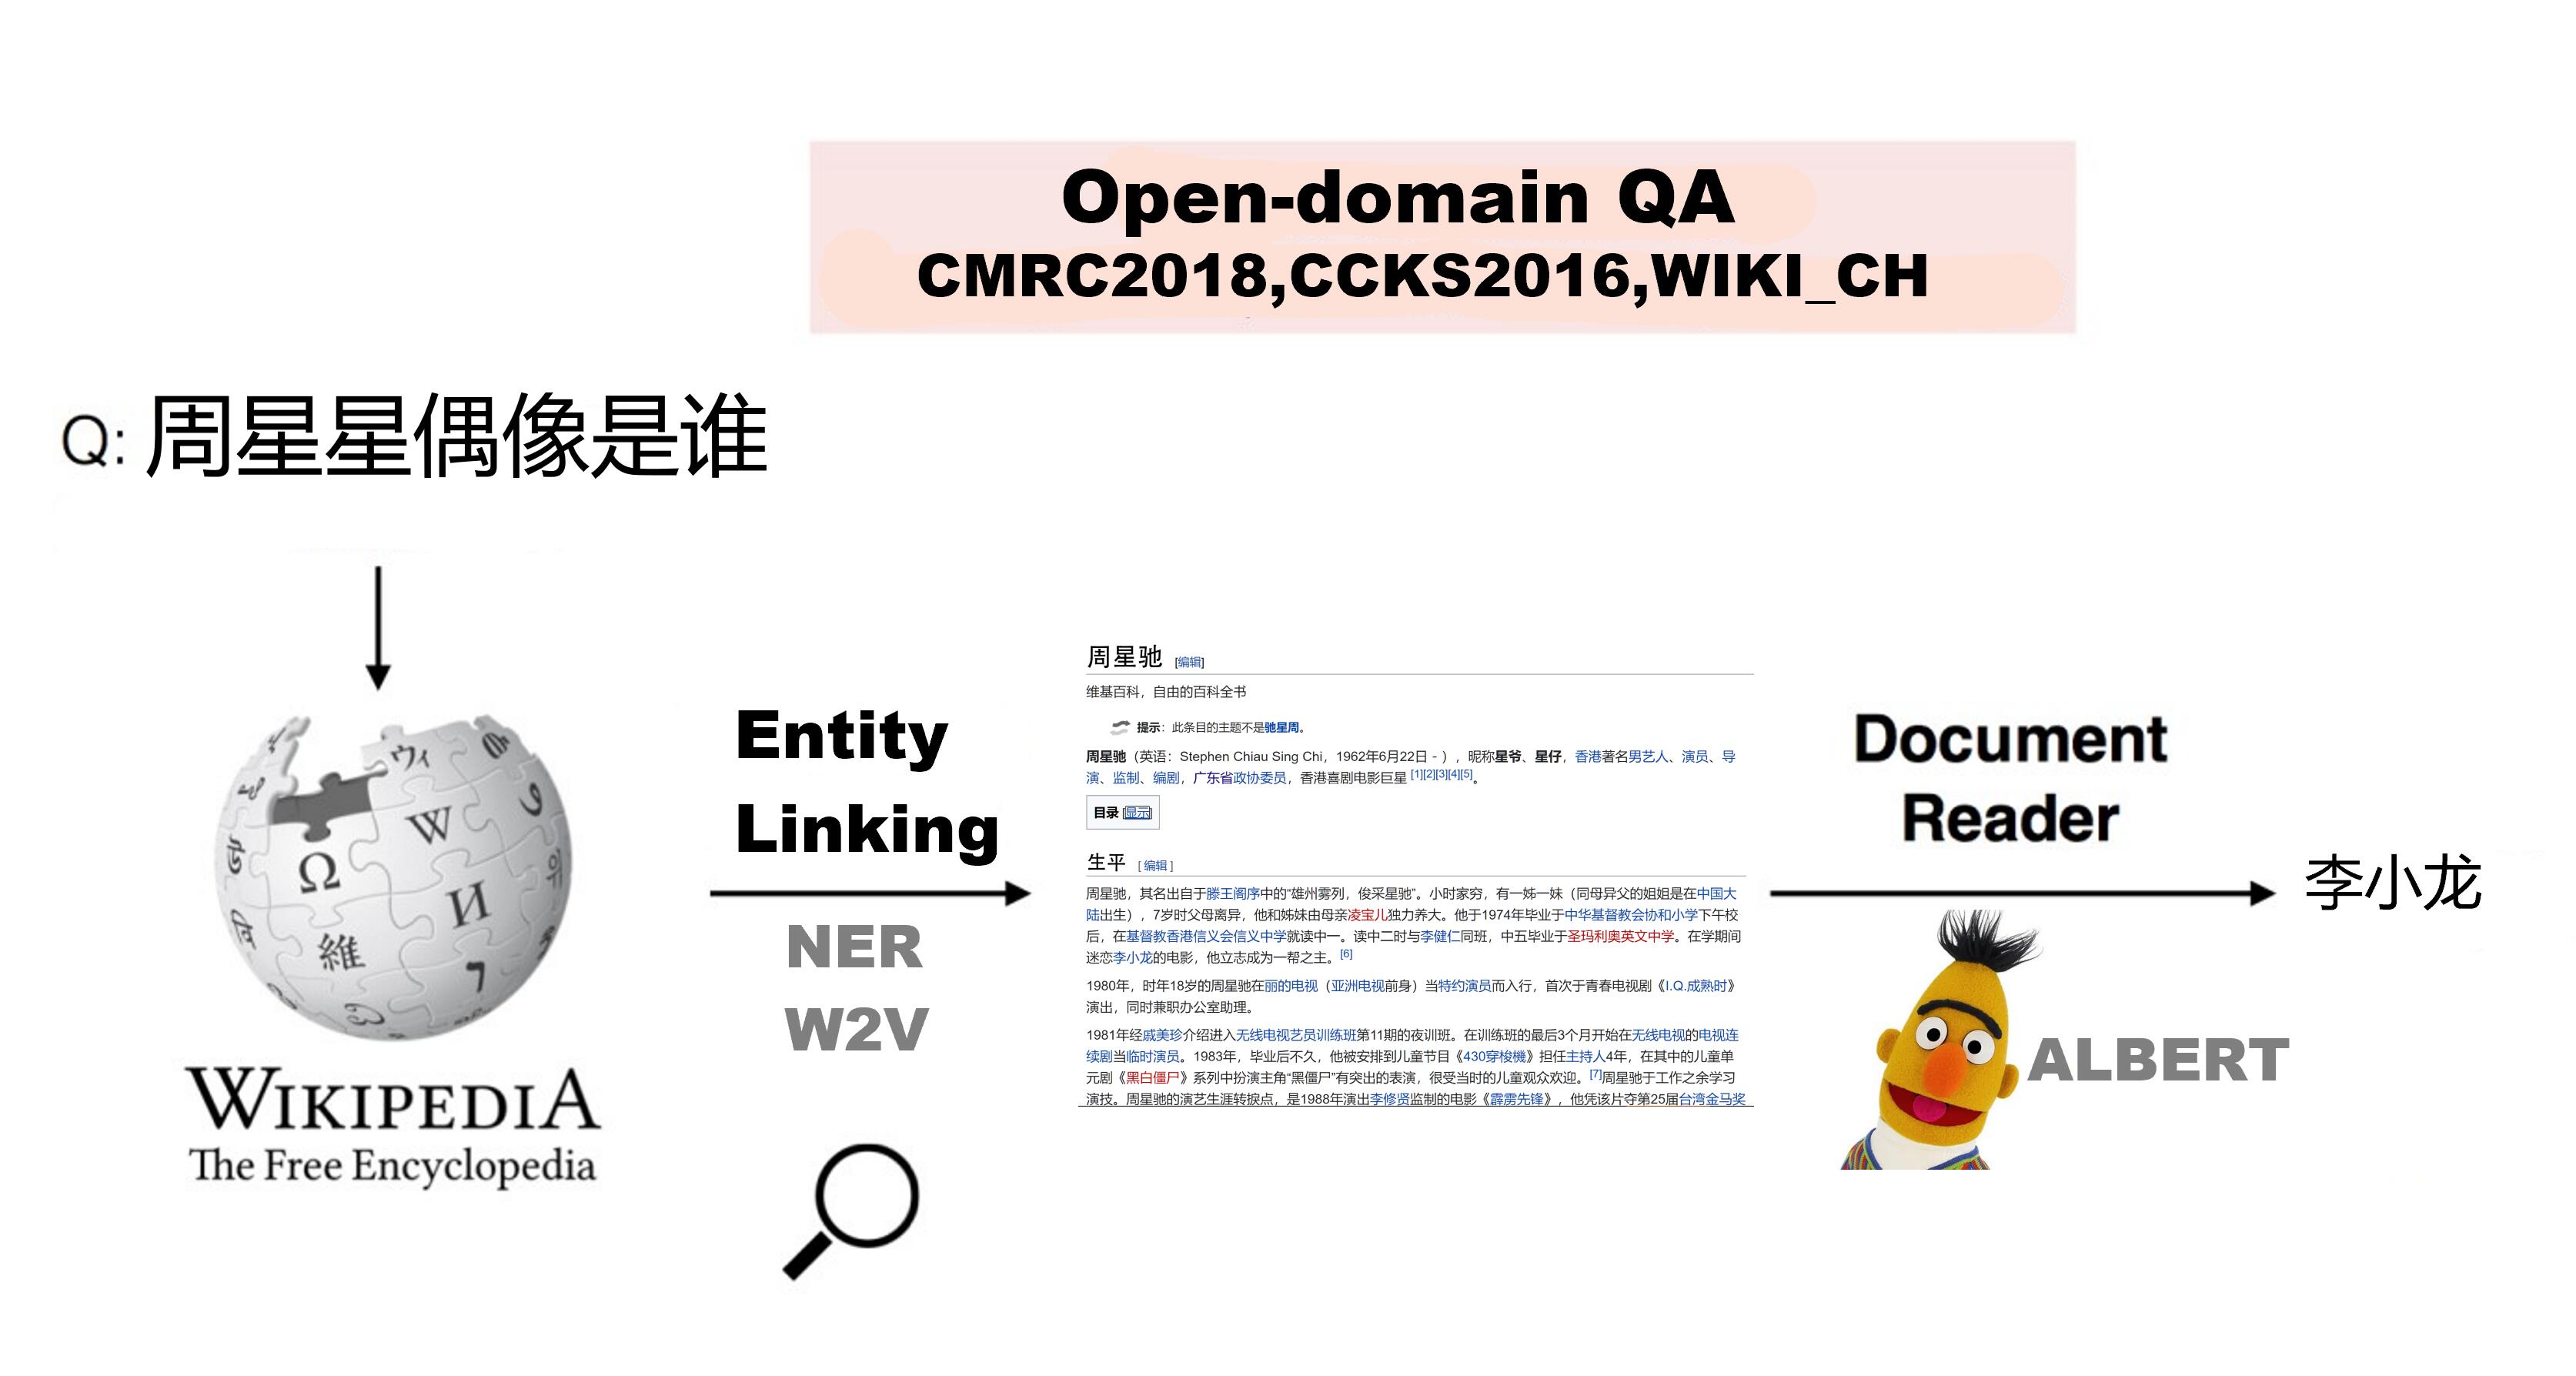 Open-domain QA
CMRC2018,CCKS2016,WIKI_CH
Q: 周星星偶像是谁
WIKIPEDIA
The Free Encyclopedia
Ω
W
И
維
ウィ
7
Entity
Linking
NER
W2V
周星驰 [编辑]
维基百科，自由的百科全书
提示：此条目的主题不是驰星周。
周星驰（英语：Stephen Chiau Sing Chi，1962年6月22日 - ），昵称星爷、星仔，香港著名男艺人、演员、导
演、监制、编剧，广东省政协委员，香港喜剧电影巨星 [1][2][3][4][5]。
目录 [显示]
生平 [ 编辑 ]
周星驰，其名出自于滕王阁序中的“雄州雾列，俊采星驰”。小时家穷，有一姊一妹（同母异父的姐姐是在中国大
陆出生），7岁时父母离异，他和姊妹由母亲凌宝儿独力养大。他于1974年毕业于中华基督教会协和小学下午校
后，在基督教香港信义会信义中学就读中一。读中二时与李健仁同班，中五毕业于圣玛利奥英文中学。在学期间
迷恋李小龙的电影，他立志成为一帮之主。[6]
1980年，时年18岁的周星驰在丽的电视（亚洲电视前身）当特约演员而入行，首次于青春电视剧《I.Q.成熟时》
演出，同时兼职办公室助理。
1981年经戚美珍介绍进入无线电视艺员训练班第11期的夜训班。在训练班的最后3个月开始在无线电视的电视连
续剧当临时演员。1983年，毕业后不久，他被安排到儿童节目《430穿梭機》担任主持人4年，在其中的儿童单
元剧《黑白僵尸》系列中扮演主角“黑僵尸”有突出的表演，很受当时的儿童观众欢迎。[7]周星驰于工作之余学习
演技。周星驰的演艺生涯转捩点，是1988年演出李修贤监制的电影《霹雳先锋》，他凭该片夺第25届台湾金马奖
Document
Reader
ALBERT
李小龙